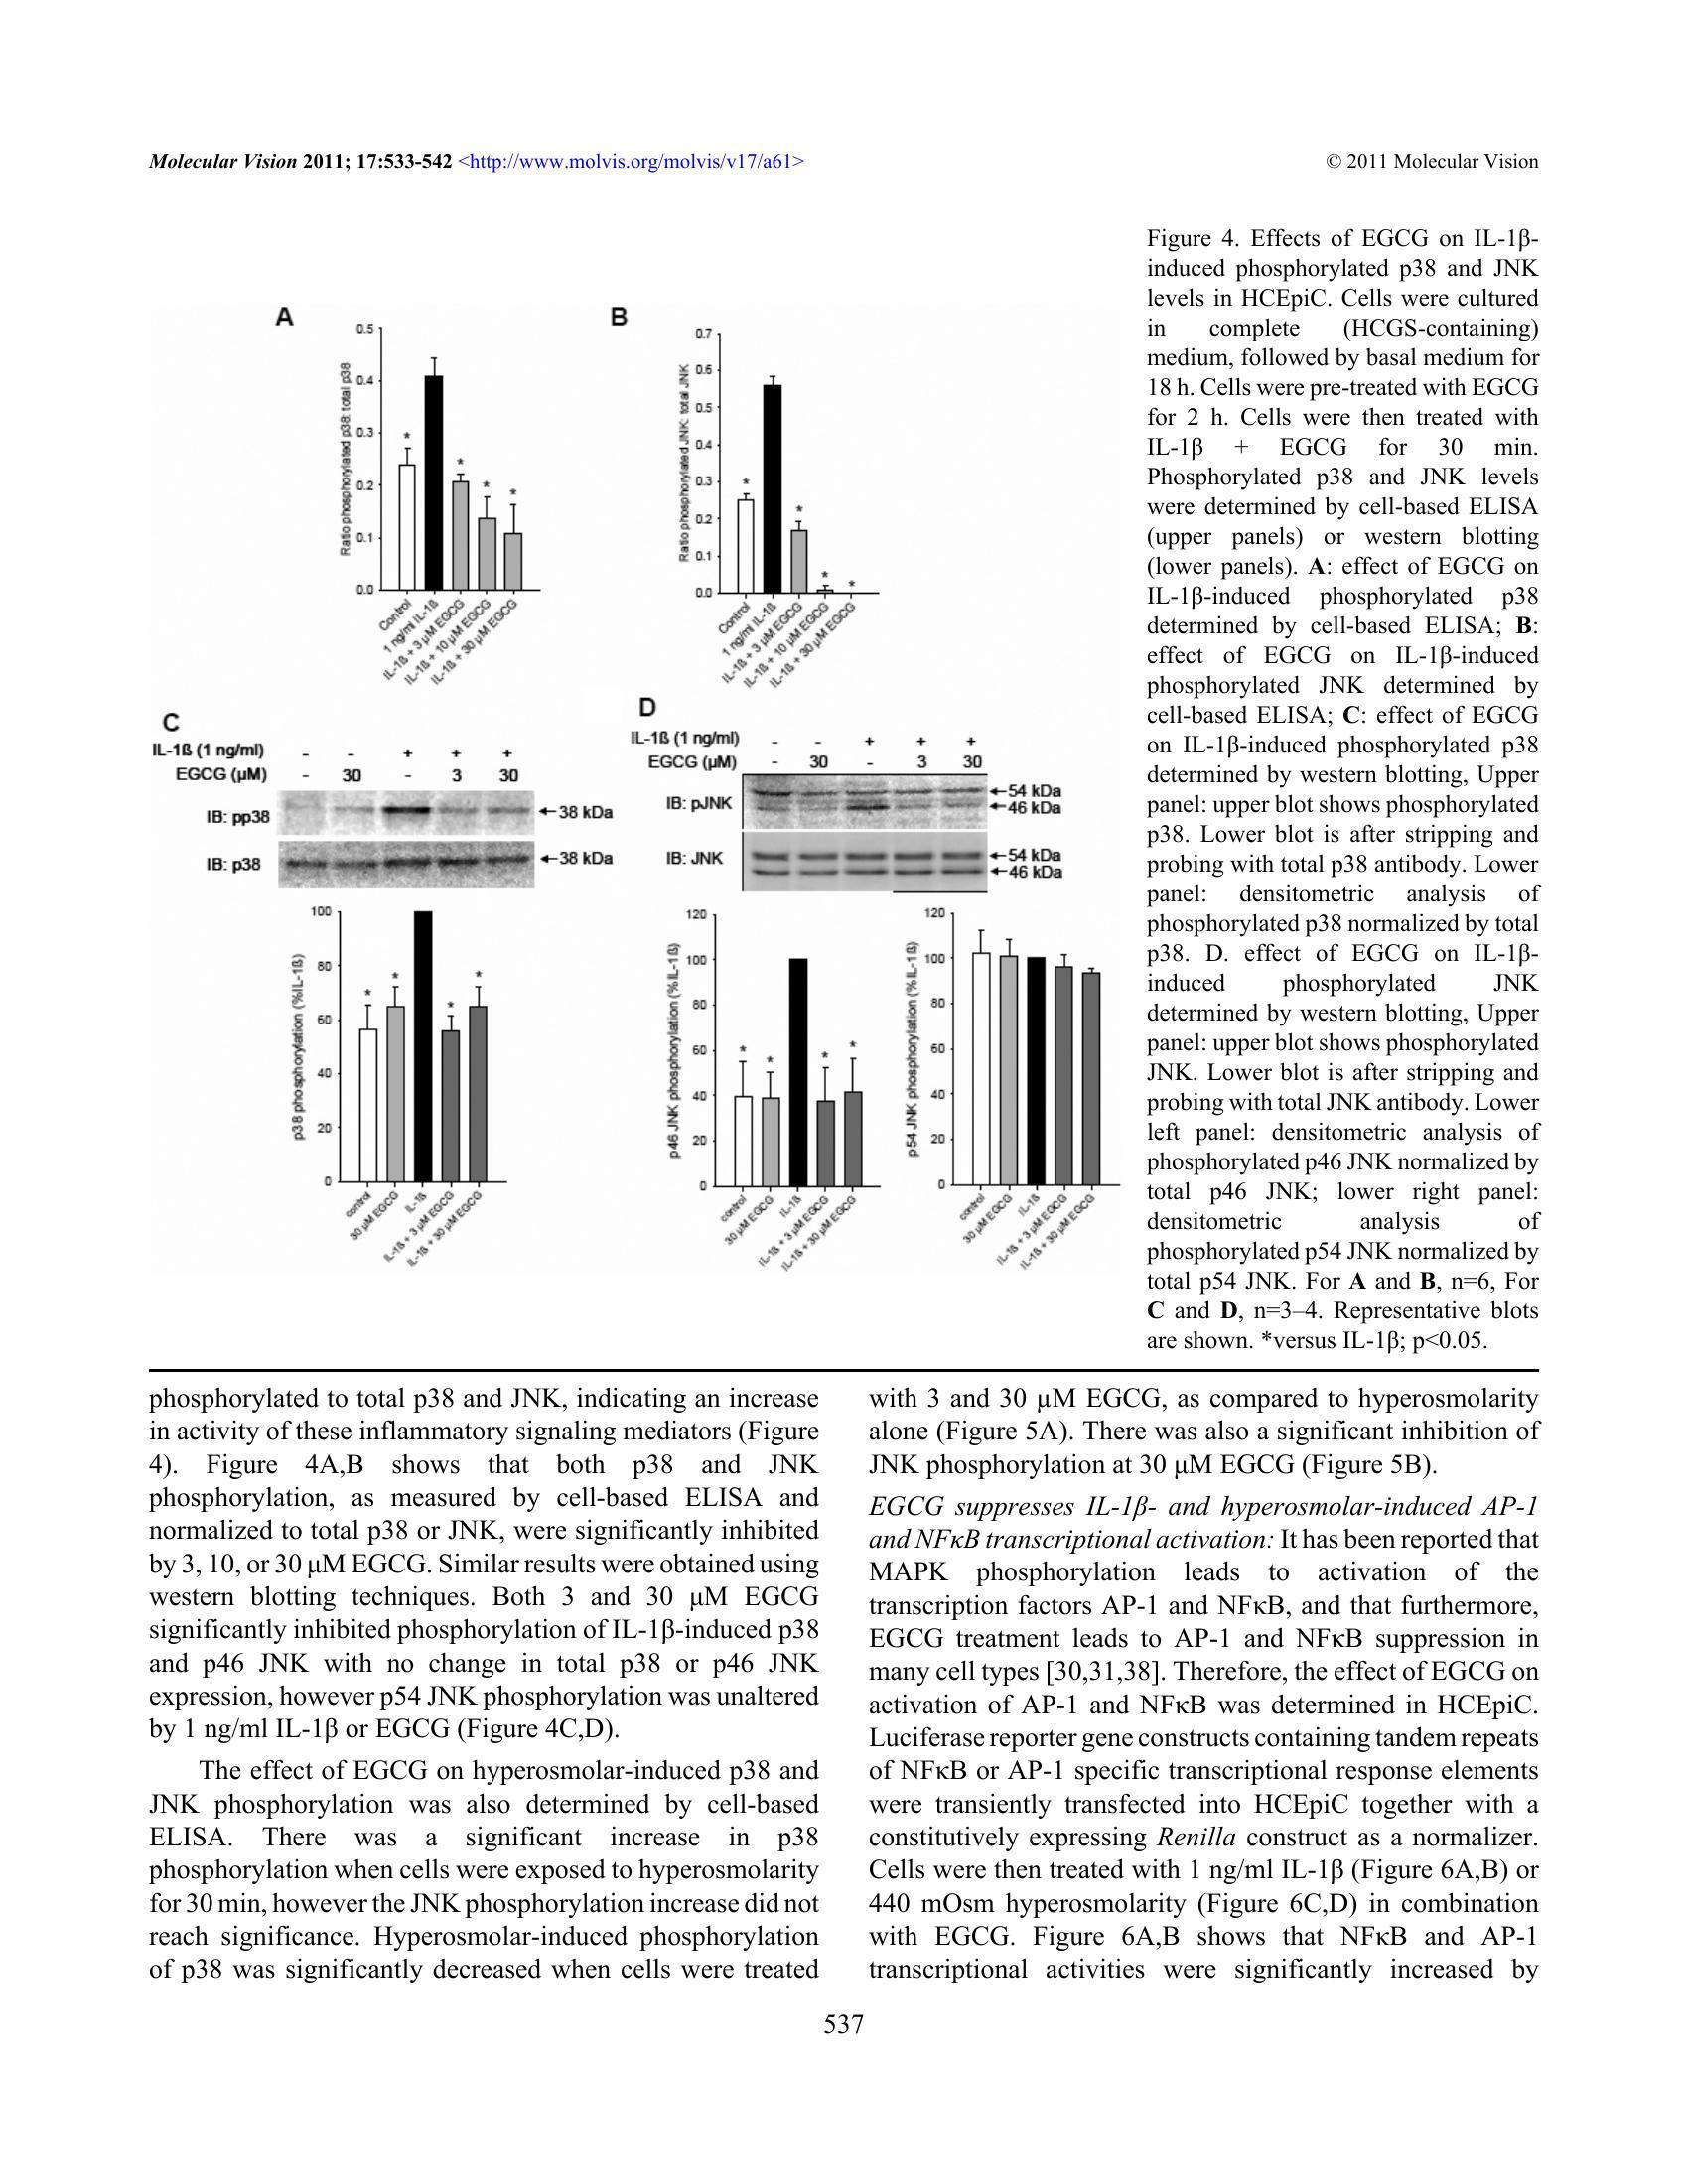 Molecular Vision 2011; 17:533-542 <http://www.molvis.org/molvis/v17/a61>
© 2011 Molecular Vision
A
Ratio phosphorylated p38: total p38
0.5
0.4
0.3
0.2
0.1
0.0
* * * *
Control
1 ng/ml IL-1ß
IL-1ß + 3 µM EGCG
IL-1ß + 10 µM EGCG
IL-1ß + 30 µM EGCG
B
Ratio phosphorylated JNK: total JNK
0.7
0.6
0.5
0.4
0.3
0.2
0.1
0.0
* * * *
Control
1 ng/ml IL-1ß
IL-1ß + 3 µM EGCG
IL-1ß + 10 µM EGCG
IL-1ß + 30 µM EGCG
C
IL-1ß (1 ng/ml) - - + + +
EGCG (µM) - 30 - 3 30
IB: pp38
38 kDa
IB: p38
38 kDa
p38 phosphorylation (%IL-1ß)
100
80
60
40
20
0
* * * *
control
30 µM EGCG
IL-1ß
IL-1ß + 3 µM EGCG
IL-1ß + 30 µM EGCG
D
IL-1ß (1 ng/ml) - - + + +
EGCG (µM) - 30 - 3 30
IB: pJNK
54 kDa
46 kDa
IB: JNK
54 kDa
46 kDa
p46 JNK phosphorylation (%IL-1ß)
120
100
80
60
40
20
0
* * * *
control
30 µM EGCG
IL-1ß
IL-1ß + 3 µM EGCG
IL-1ß + 30 µM EGCG
p54 JNK phosphorylation (%IL-1ß)
120
100
80
60
40
20
0
control
30 µM EGCG
IL-1ß
IL-1ß + 3 µM EGCG
IL-1ß + 30 µM EGCG
Figure 4. Effects of EGCG on IL-1β-
induced phosphorylated p38 and JNK
levels in HCEpiC. Cells were cultured
in complete (HCGS-containing)
medium, followed by basal medium for
18 h. Cells were pre-treated with EGCG
for 2 h. Cells were then treated with
IL-1β + EGCG for 30 min.
Phosphorylated p38 and JNK levels
were determined by cell-based ELISA
(upper panels) or western blotting
(lower panels). A: effect of EGCG on
IL-1β-induced phosphorylated p38
determined by cell-based ELISA; B:
effect of EGCG on IL-1β-induced
phosphorylated JNK determined by
cell-based ELISA; C: effect of EGCG
on IL-1β-induced phosphorylated p38
determined by western blotting, Upper
panel: upper blot shows phosphorylated
p38. Lower blot is after stripping and
probing with total p38 antibody. Lower
panel: densitometric analysis of
phosphorylated p38 normalized by total
p38. D. effect of EGCG on IL-1β-
induced phosphorylated JNK
determined by western blotting, Upper
panel: upper blot shows phosphorylated
JNK. Lower blot is after stripping and
probing with total JNK antibody. Lower
left panel: densitometric analysis of
phosphorylated p46 JNK normalized by
total p46 JNK; lower right panel:
densitometric analysis of
phosphorylated p54 JNK normalized by
total p54 JNK. For A and B, n=6, For
C and D, n=3–4. Representative blots
are shown. *versus IL-1β; p<0.05.
phosphorylated to total p38 and JNK, indicating an increase
in activity of these inflammatory signaling mediators (Figure
4). Figure 4A,B shows that both p38 and JNK
phosphorylation, as measured by cell-based ELISA and
normalized to total p38 or JNK, were significantly inhibited
by 3, 10, or 30 µM EGCG. Similar results were obtained using
western blotting techniques. Both 3 and 30 µM EGCG
significantly inhibited phosphorylation of IL-1β-induced p38
and p46 JNK with no change in total p38 or p46 JNK
expression, however p54 JNK phosphorylation was unaltered
by 1 ng/ml IL-1β or EGCG (Figure 4C,D).
The effect of EGCG on hyperosmolar-induced p38 and
JNK phosphorylation was also determined by cell-based
ELISA. There was a significant increase in p38
phosphorylation when cells were exposed to hyperosmolarity
for 30 min, however the JNK phosphorylation increase did not
reach significance. Hyperosmolar-induced phosphorylation
of p38 was significantly decreased when cells were treated
with 3 and 30 µM EGCG, as compared to hyperosmolarity
alone (Figure 5A). There was also a significant inhibition of
JNK phosphorylation at 30 µM EGCG (Figure 5B).
EGCG suppresses IL-1β- and hyperosmolar-induced AP-1
and NFκB transcriptional activation: It has been reported that
MAPK phosphorylation leads to activation of the
transcription factors AP-1 and NFκB, and that furthermore,
EGCG treatment leads to AP-1 and NFκB suppression in
many cell types [30,31,38]. Therefore, the effect of EGCG on
activation of AP-1 and NFκB was determined in HCEpiC.
Luciferase reporter gene constructs containing tandem repeats
of NFκB or AP-1 specific transcriptional response elements
were transiently transfected into HCEpiC together with a
constitutively expressing Renilla construct as a normalizer.
Cells were then treated with 1 ng/ml IL-1β (Figure 6A,B) or
440 mOsm hyperosmolarity (Figure 6C,D) in combination
with EGCG. Figure 6A,B shows that NFκB and AP-1
transcriptional activities were significantly increased by
537